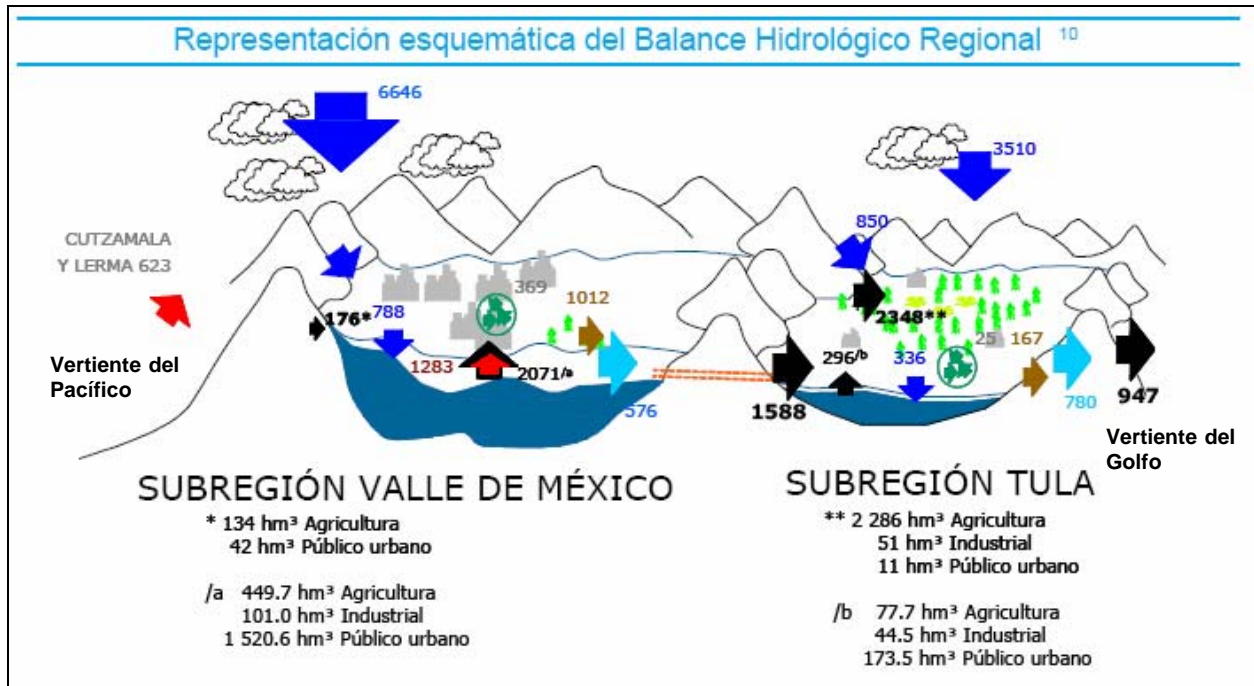 Representación esquemática del Balance Hidrológico Regional 10
6646
3510
850
CUTZAMALA
Y LERMA 623
369
1012
176*
788
2348**
25
167
1283
2071/a
296/b
336
576
1588
780
947
Vertiente del
Pacífico
Vertiente del
Golfo
SUBREGIÓN VALLE DE MÉXICO
* 134 hm³ Agricultura
42 hm³ Público urbano
/a 449.7 hm³ Agricultura
101.0 hm³ Industrial
1 520.6 hm³ Público urbano
SUBREGIÓN TULA
** 2 286 hm³ Agricultura
51 hm³ Industrial
11 hm³ Público urbano
/b 77.7 hm³ Agricultura
44.5 hm³ Industrial
173.5 hm³ Público urbano